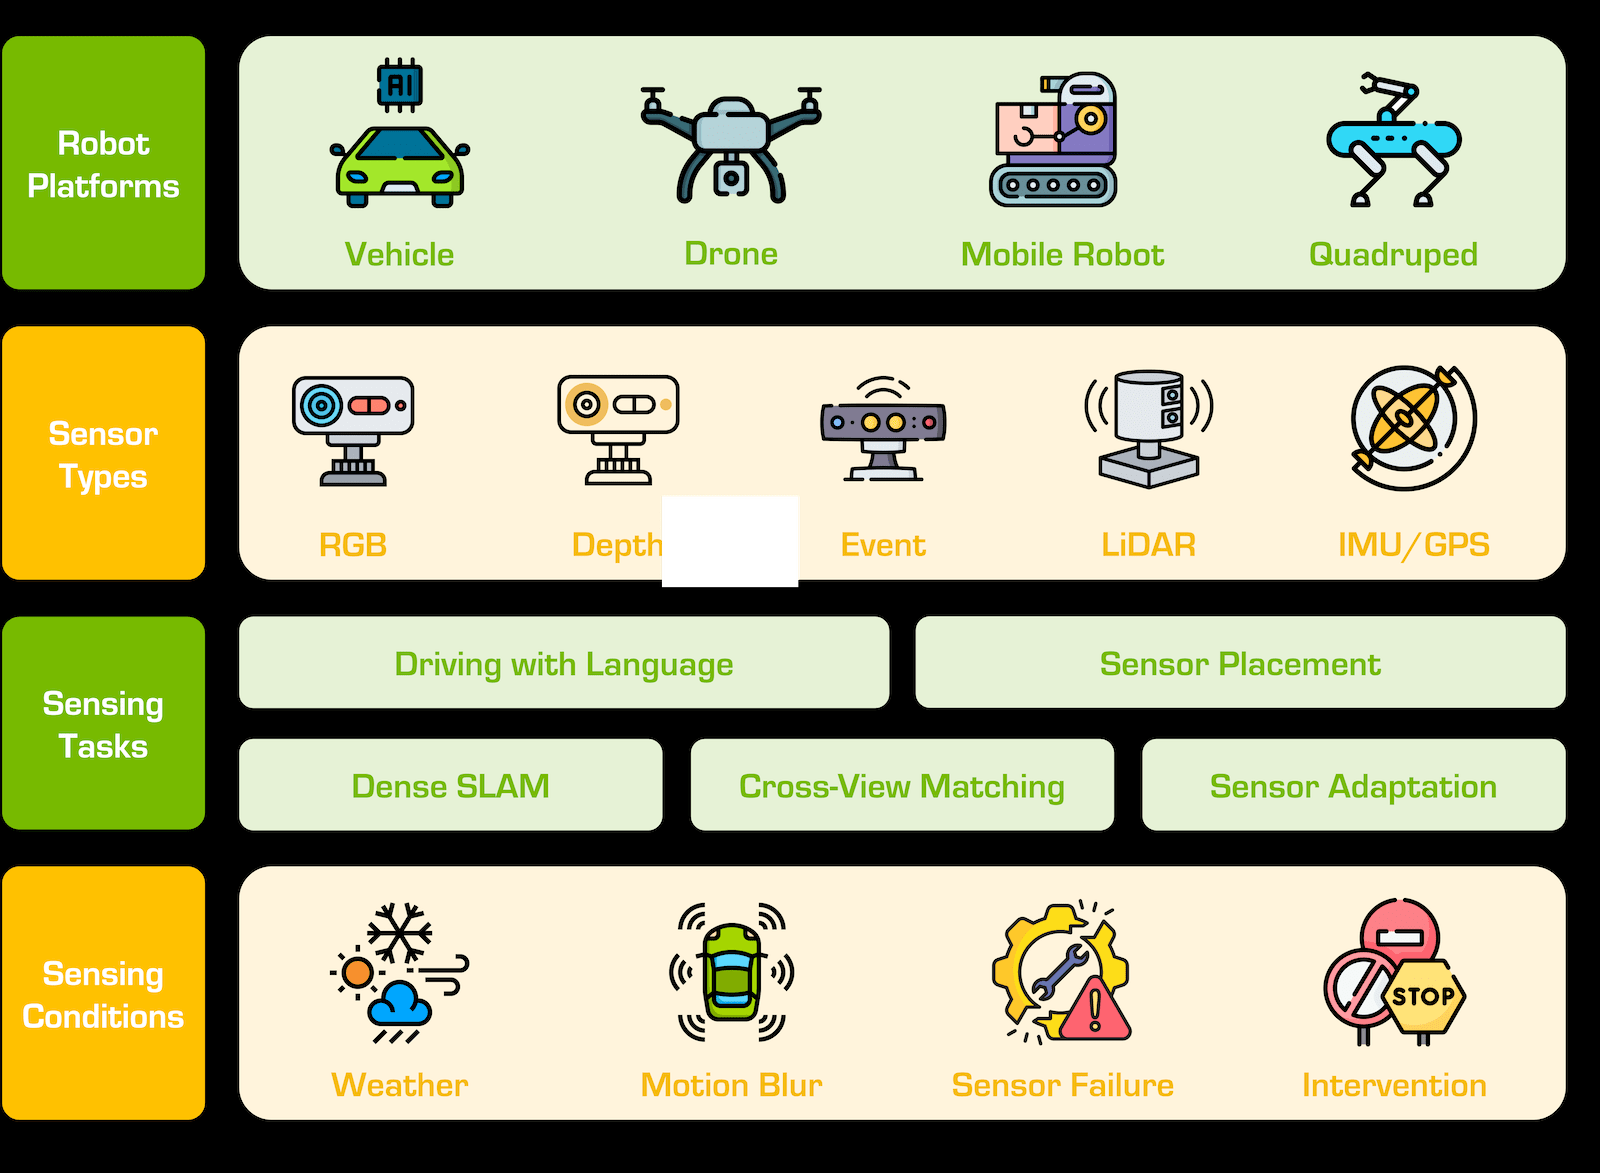 Robot
Platforms
AI
Vehicle
Drone
Mobile Robot
Quadruped
Sensor
Types
RGB
Depth
Event
LiDAR
IMU/GPS
Sensing
Tasks
Driving with Language
Sensor Placement
Dense SLAM
Cross-View Matching
Sensor Adaptation
Sensing
Conditions
STOP
Weather
Motion Blur
Sensor Failure
Intervention